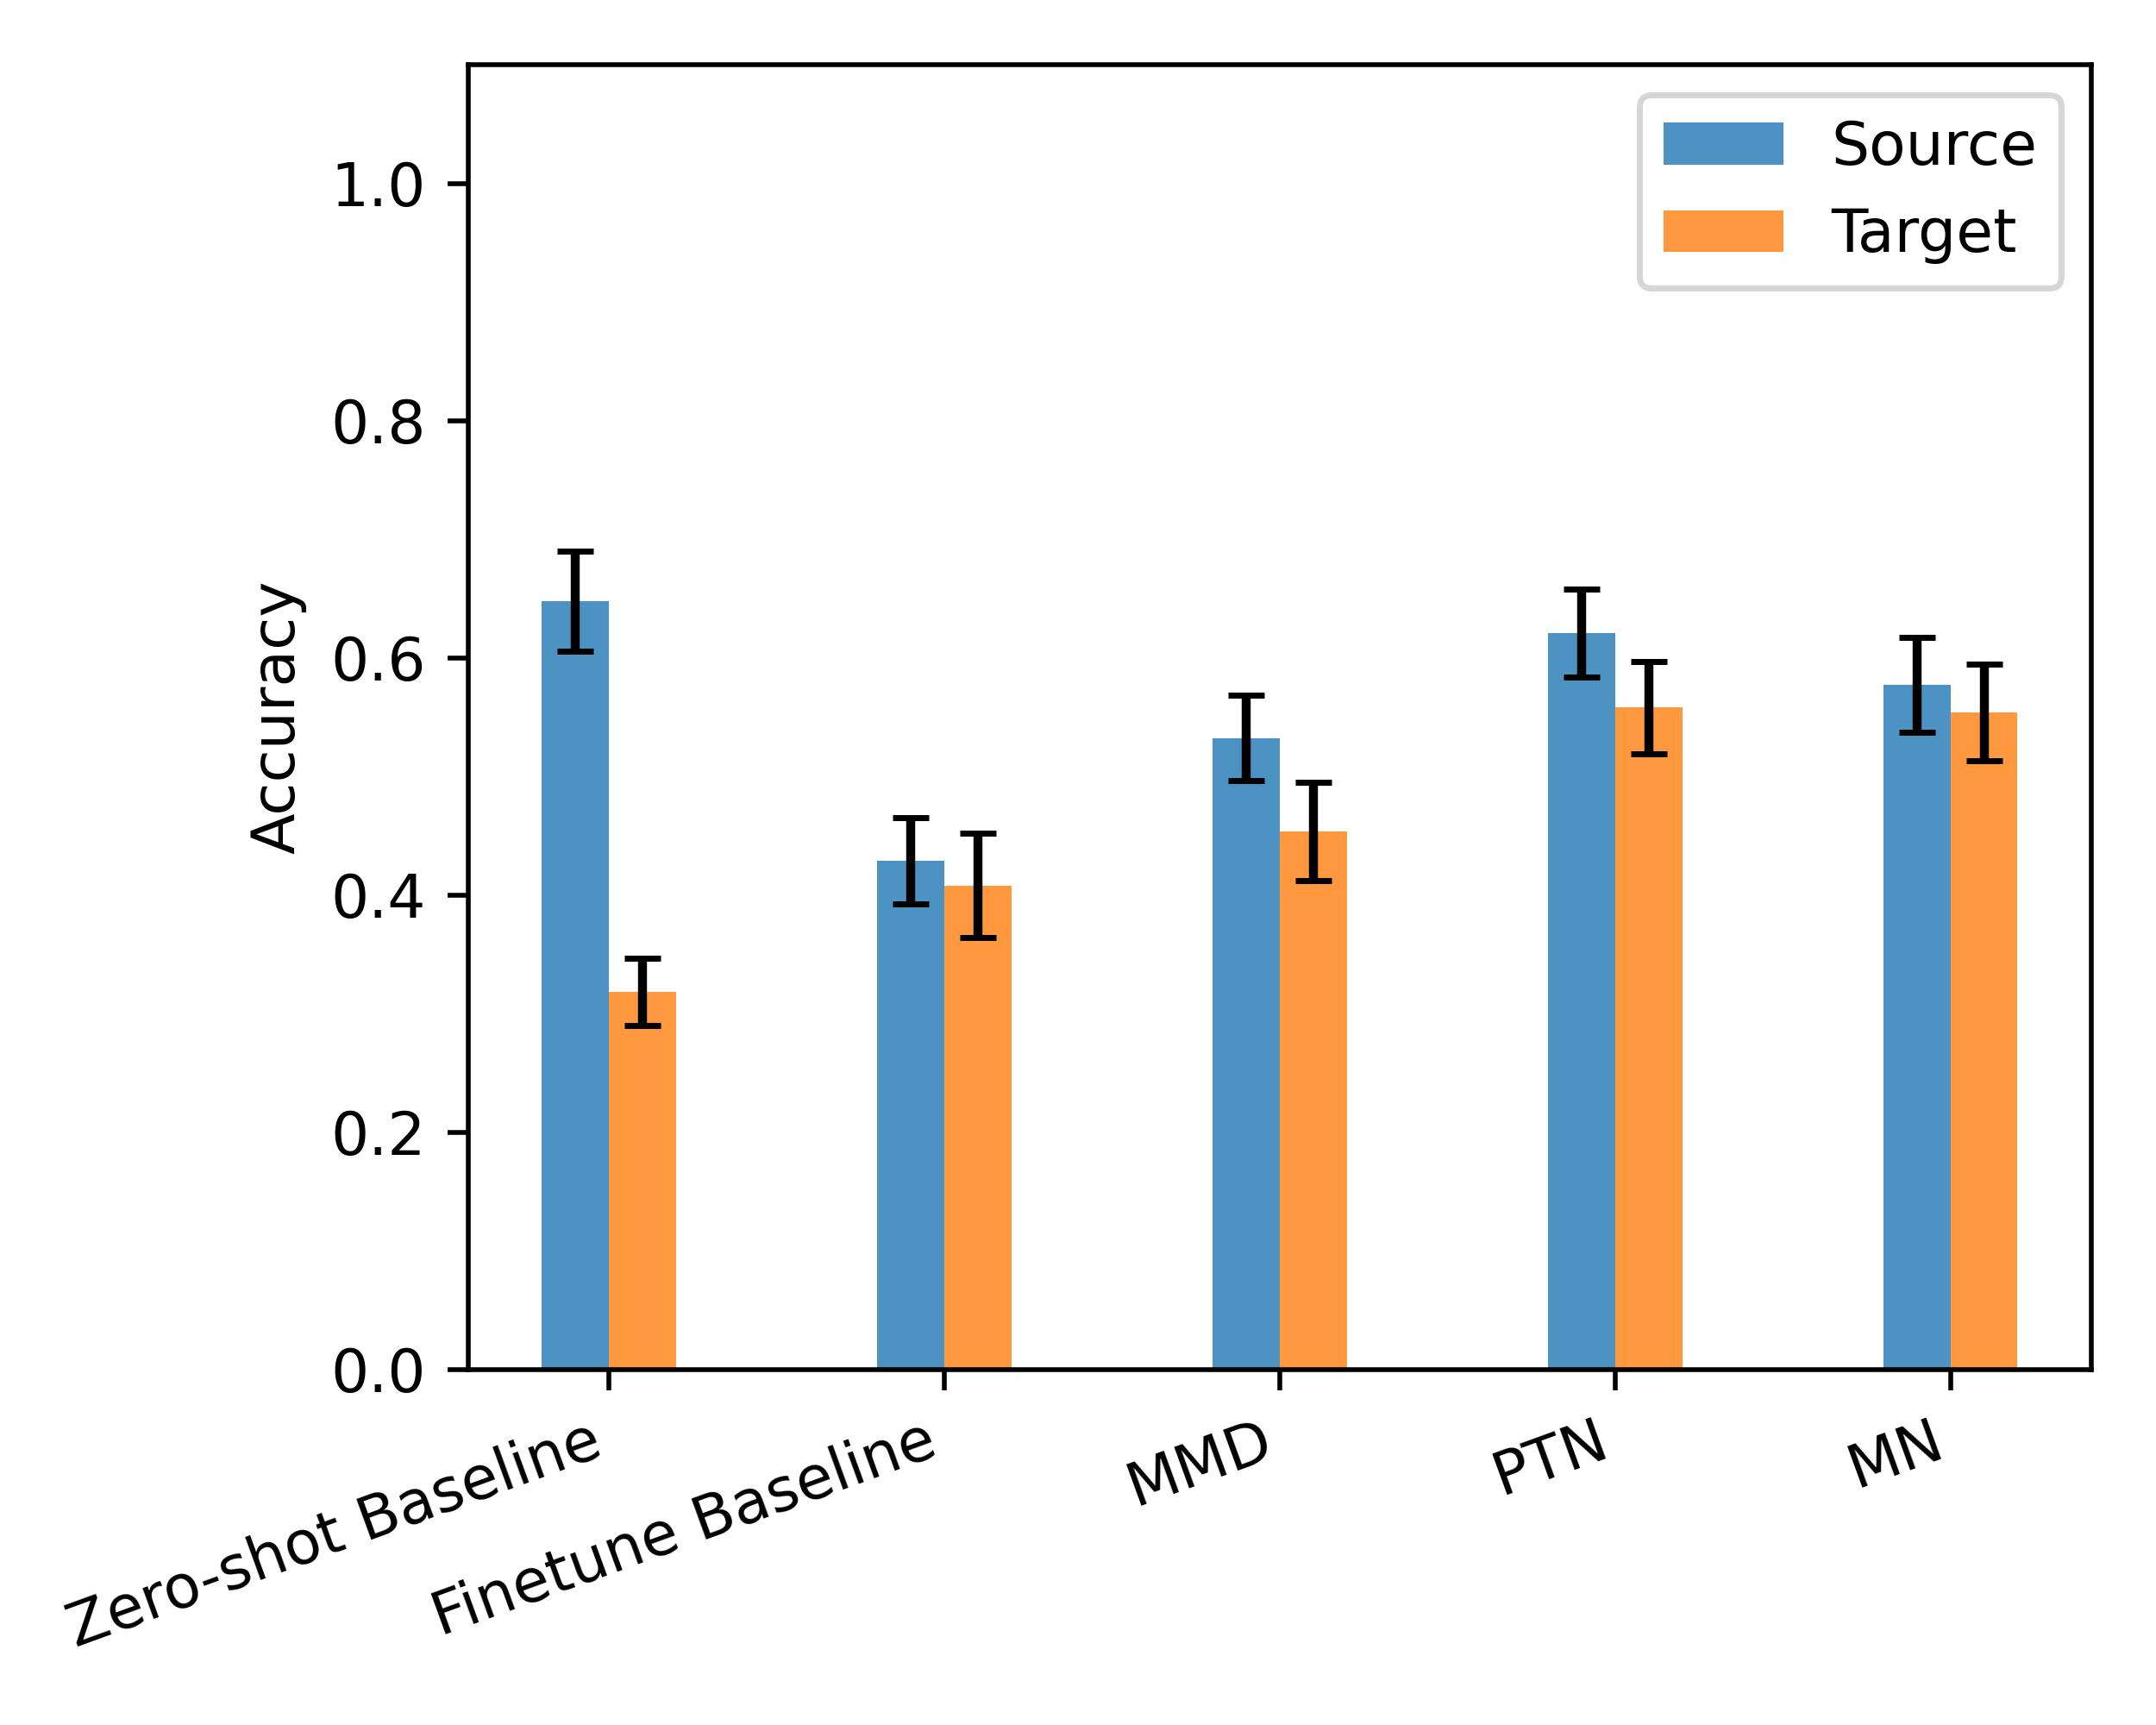 Source
Target
Accuracy
1.0
0.8
0.6
0.4
0.2
0.0
Zero-shot Baseline
Finetune Baseline
MMD
PTN
MN